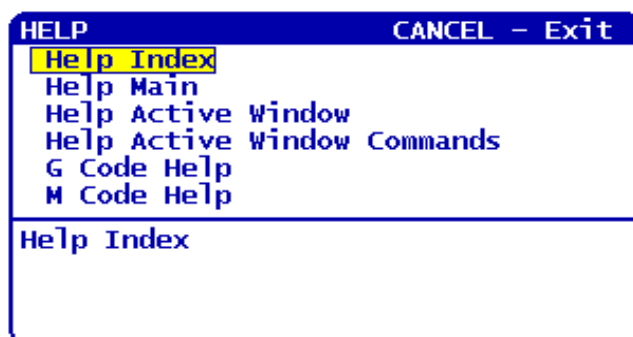 HELP CANCEL - Exit
Help Index
Help Main
Help Active Window
Help Active Window Commands
G Code Help
M Code Help
Help Index